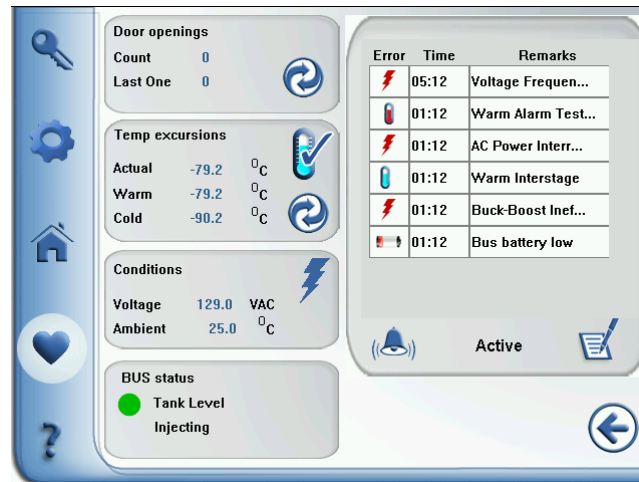 Door openings
Count 0
Last One 0
Temp excursions
Actual -79.2 °C
Warm -79.2 °C
Cold -90.2 °C
Conditions
Voltage 129.0 VAC
Ambient 25.0 °C
BUS status
Tank Level
Injecting
Error Time Remarks
05:12 Voltage Frequen...
01:12 Warm Alarm Test...
01:12 AC Power Interr...
01:12 Warm Interstage
01:12 Buck-Boost Inef...
01:12 Bus battery low
Active
?